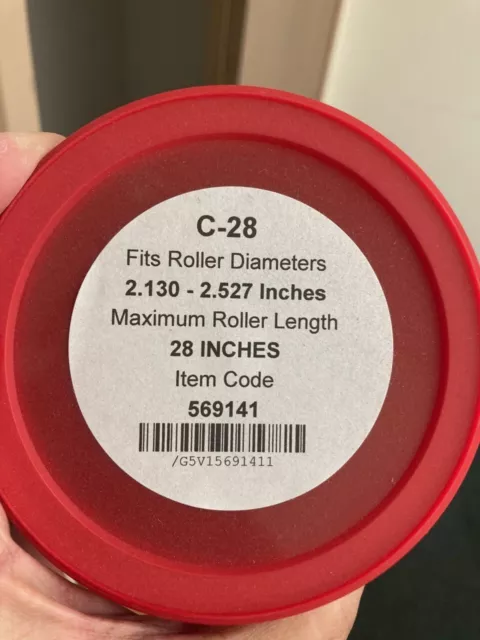 C-28
Fits Roller Diameters
2.130 - 2.527 Inches
Maximum Roller Length
28 INCHES
Item Code
569141
/G5V15691411